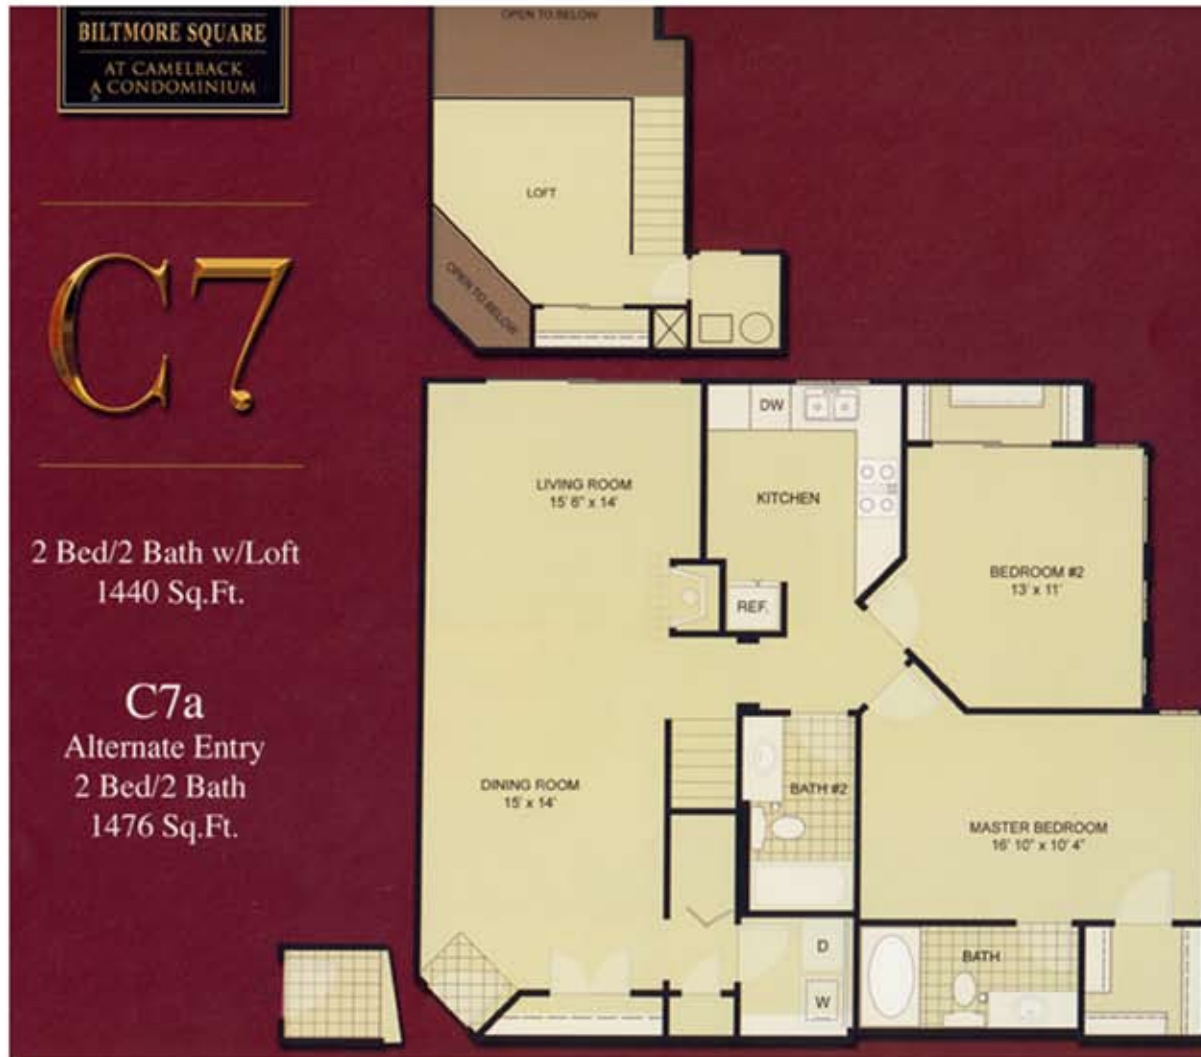 BILTMORE SQUARE
AT CAMELBACK
A CONDOMINIUM
C7
2 Bed/2 Bath w/Loft
1440 Sq.Ft.
C7a
Alternate Entry
2 Bed/2 Bath
1476 Sq.Ft.
OPEN TO BELOW
LOFT
OPEN TO BELOW
DW
LIVING ROOM
15' 6" x 14'
KITCHEN
REF.
BEDROOM #2
13' x 11'
DINING ROOM
15' x 14'
BATH #2
MASTER BEDROOM
16' 10" x 10' 4"
D
W
BATH